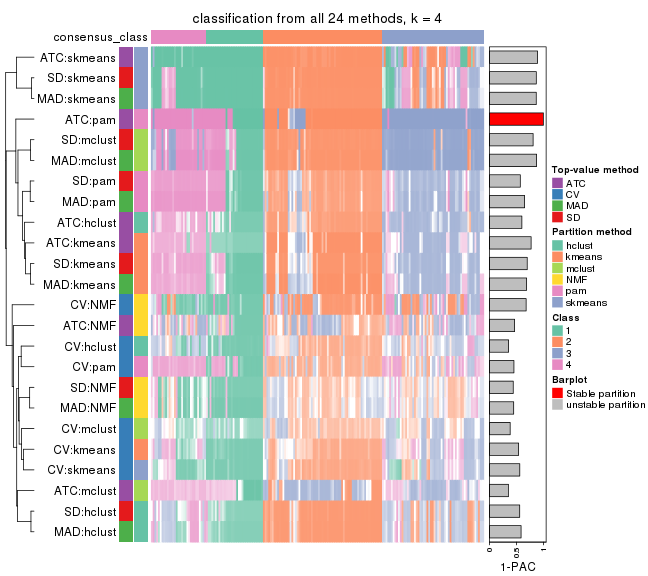 classification from all 24 methods, k = 4
consensus_class
ATC:skmeans
SD:skmeans
MAD:skmeans
ATC:pam
SD:mclust
MAD:mclust
SD:pam
MAD:pam
ATC:hclust
ATC:kmeans
SD:kmeans
MAD:kmeans
CV:NMF
ATC:NMF
CV:hclust
CV:pam
SD:NMF
MAD:NMF
CV:mclust
CV:kmeans
CV:skmeans
ATC:mclust
SD:hclust
MAD:hclust
0
0.5
1
1-PAC
Top-value method
ATC
CV
MAD
SD
Partition method
hclust
kmeans
mclust
NMF
pam
skmeans
Class
1
2
3
4
Barplot
Stable partition
unstable partition